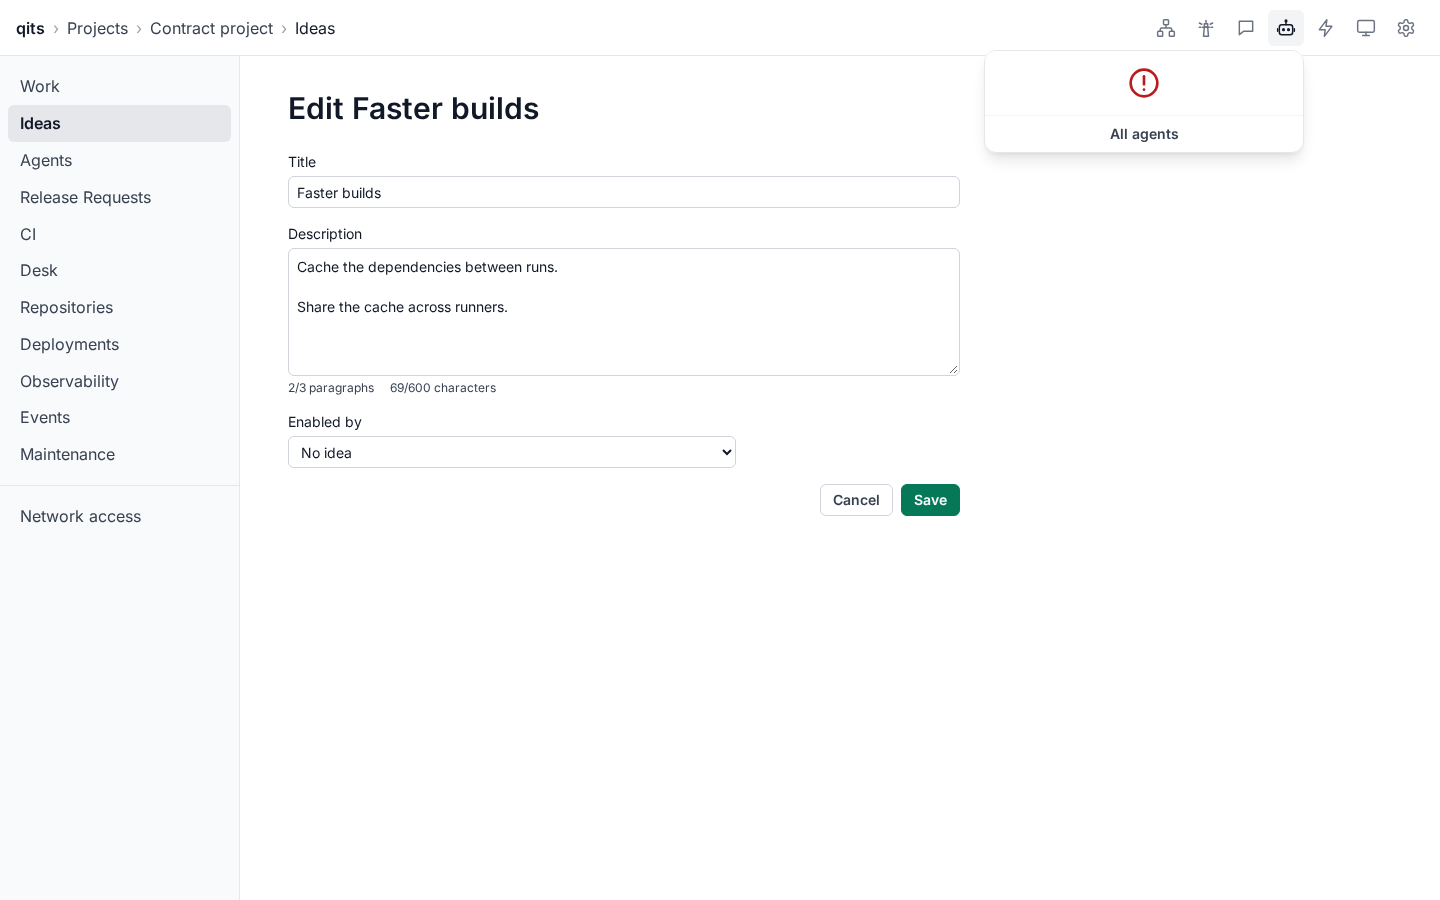 qits › Projects › Contract project › Ideas
All agents
Work
Ideas
Agents
Release Requests
CI
Desk
Repositories
Deployments
Observability
Events
Maintenance
Network access
Edit Faster builds
Title
Faster builds
Description
Cache the dependencies between runs.
Share the cache across runners.
2/3 paragraphs 69/600 characters
Enabled by
No idea
Cancel Save